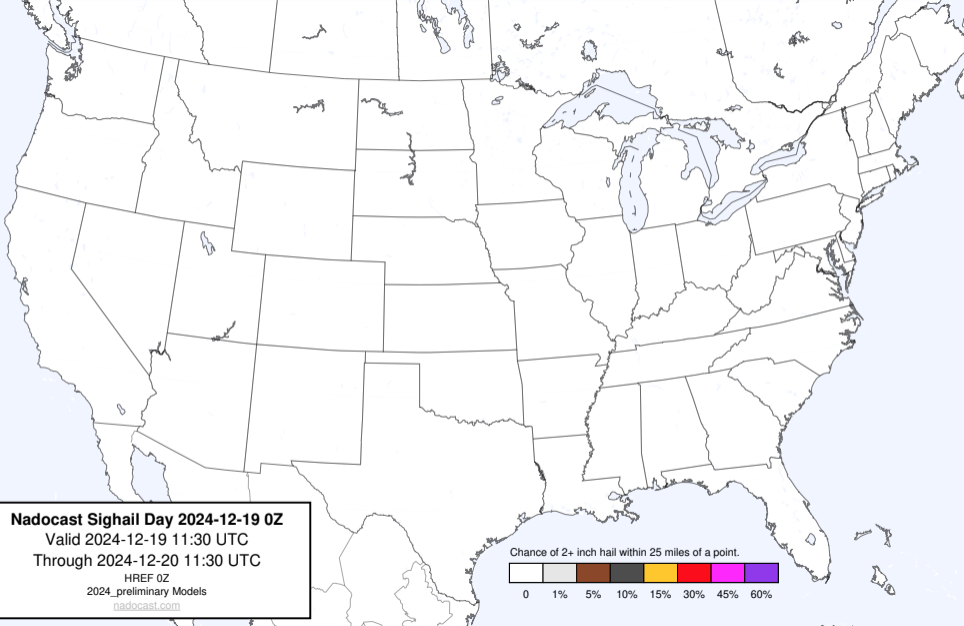 Nadocast Sighail Day 2024-12-19 0Z
Valid 2024-12-19 11:30 UTC
Through 2024-12-20 11:30 UTC
HREF 0Z
2024_preliminary Models
nadocast.com
Chance of 2+ inch hail within 25 miles of a point.
0 1% 5% 10% 15% 30% 45% 60%